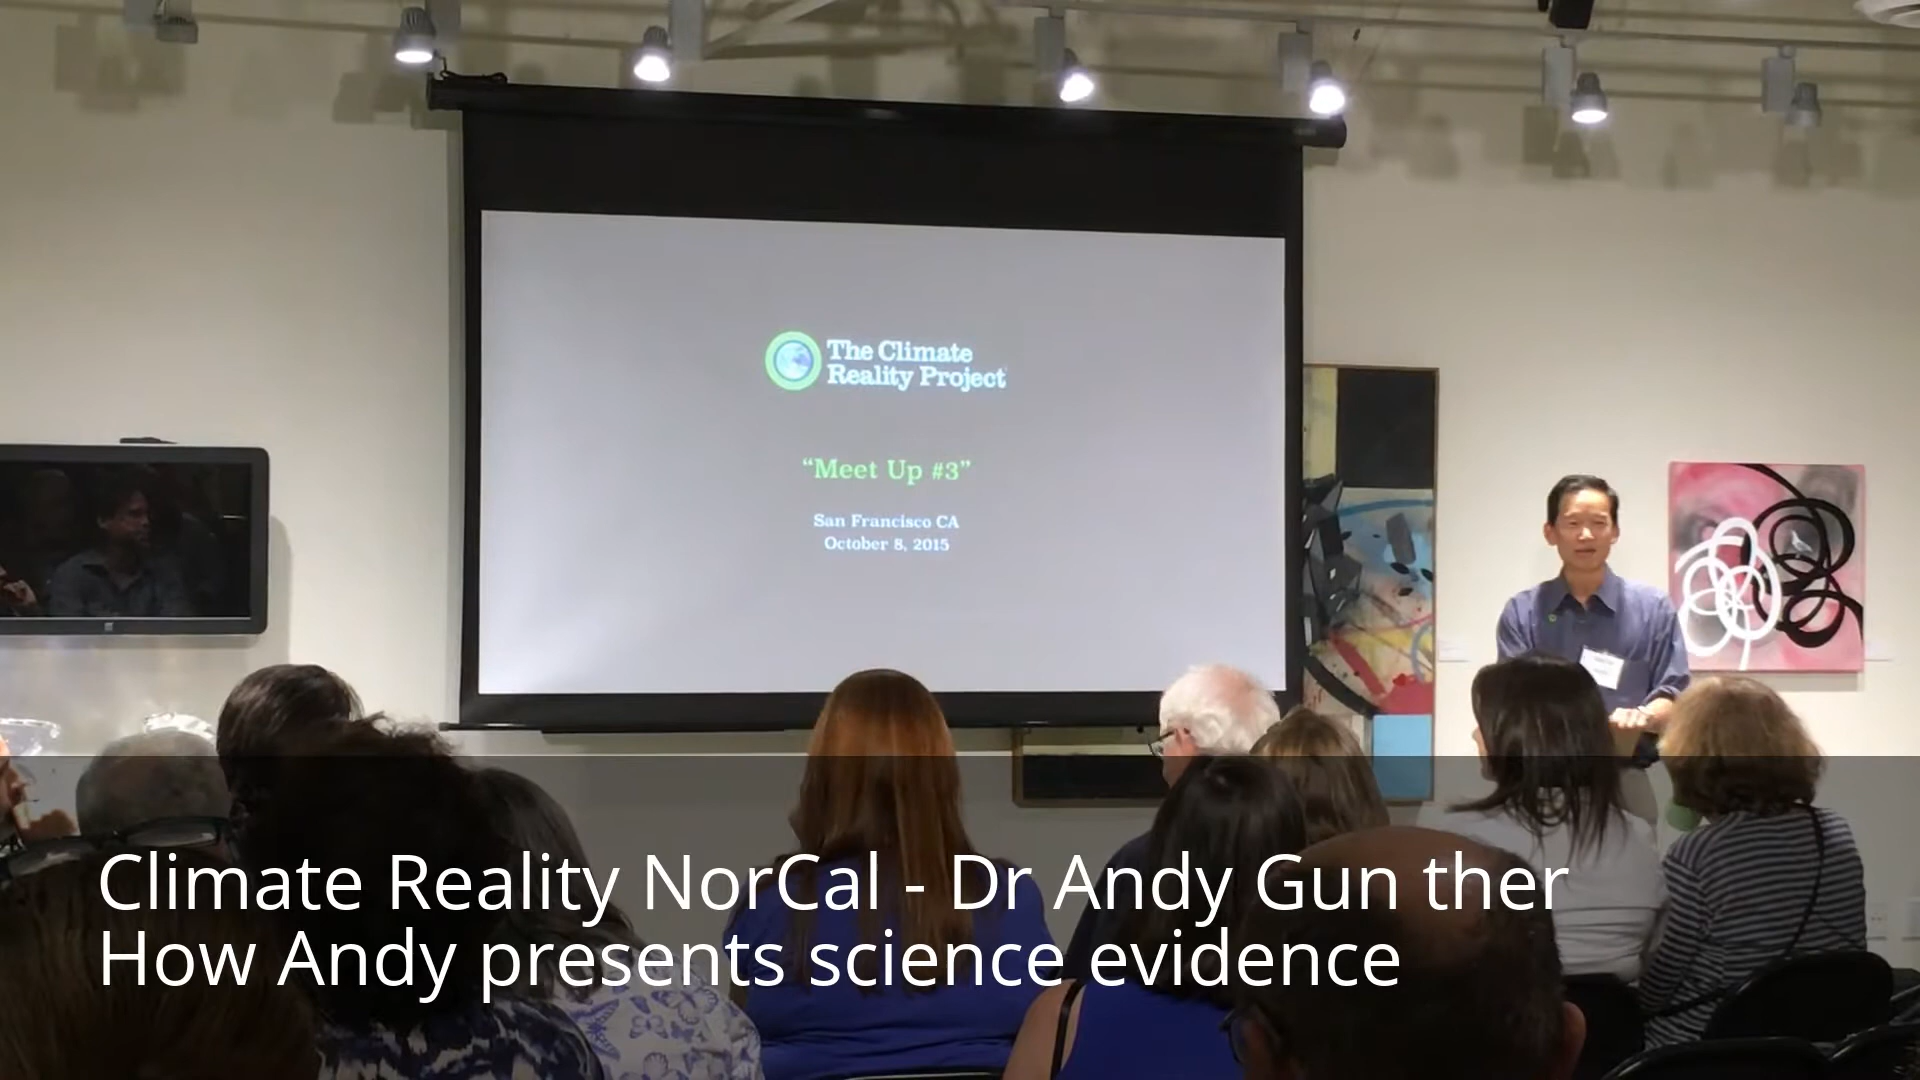 The Climate
Reality Project
“Meet Up #3”
San Francisco CA
October 8, 2015
Climate Reality NorCal - Dr Andy Gun ther
How Andy presents science evidence